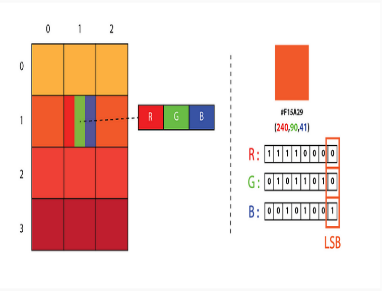 0 1 2
0
1
2
3
R G B
#F15A29
(240,90,41)
R: 1 1 1 1 0 0 0 0
G: 0 1 0 1 1 0 1 0
B: 0 0 1 0 1 0 0 1
LSB